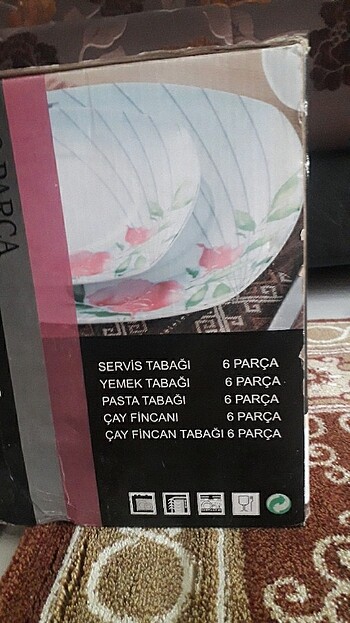 PARÇA
SERVİS TABAĞI 6 PARÇA
YEMEK TABAĞI 6 PARÇA
PASTA TABAĞI 6 PARÇA
ÇAY FİNCANI 6 PARÇA
ÇAY FİNCAN TABAĞI 6 PARÇA